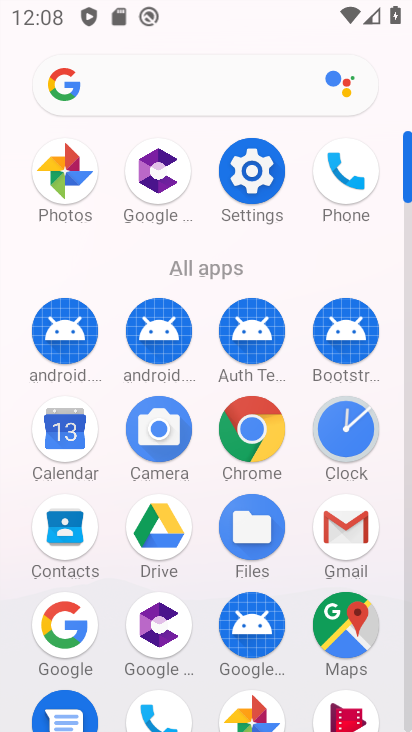 12:08
Photos
Google ...
Settings
Phone
All apps
android....
android....
Auth Te...
Bootstr...
13
Calendar
Camera
Chrome
Clock
Contacts
Drive
Files
Gmail
Google
Google ...
Google...
Maps